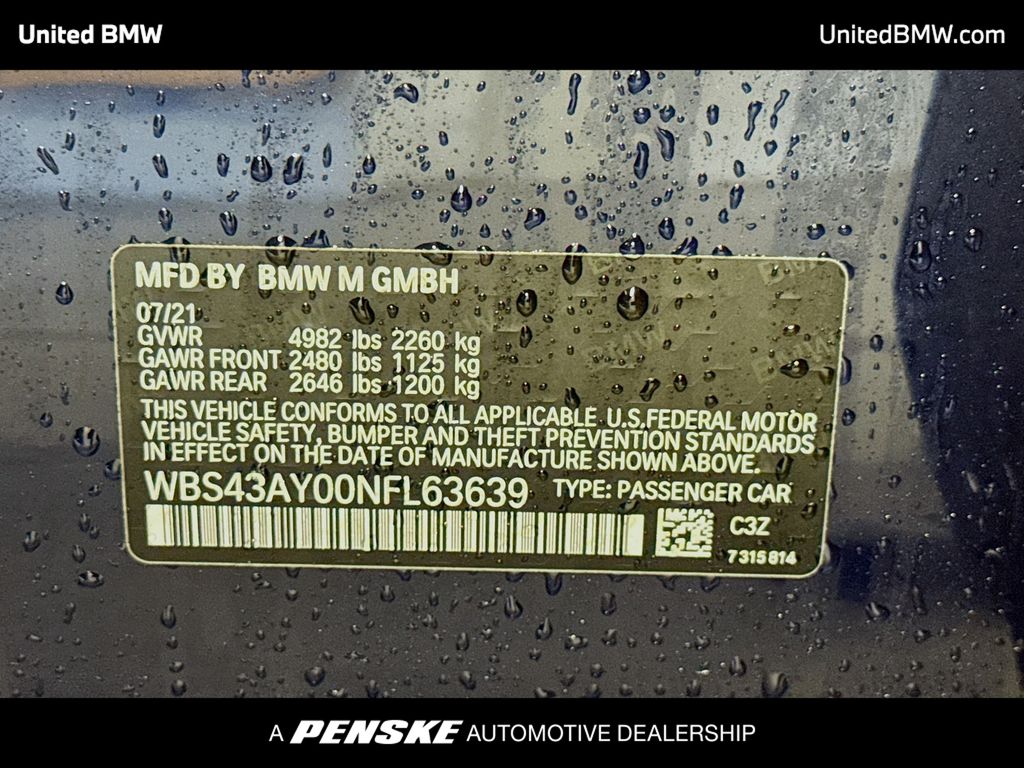 United BMW
UnitedBMW.com
MFD BY BMW M GMBH
07/21
GVWR 4982 lbs 2260 kg
GAWR FRONT 2480 lbs 1125 kg
GAWR REAR 2646 lbs 1200 kg
THIS VEHICLE CONFORMS TO ALL APPLICABLE U.S.FEDERAL MOTOR
VEHICLE SAFETY, BUMPER AND THEFT PREVENTION STANDARDS
IN EFFECT ON THE DATE OF MANUFACTURE SHOWN ABOVE.
WBS43AY00NFL63639 TYPE: PASSENGER CAR
C3Z
7315814
A PENSKE AUTOMOTIVE DEALERSHIP